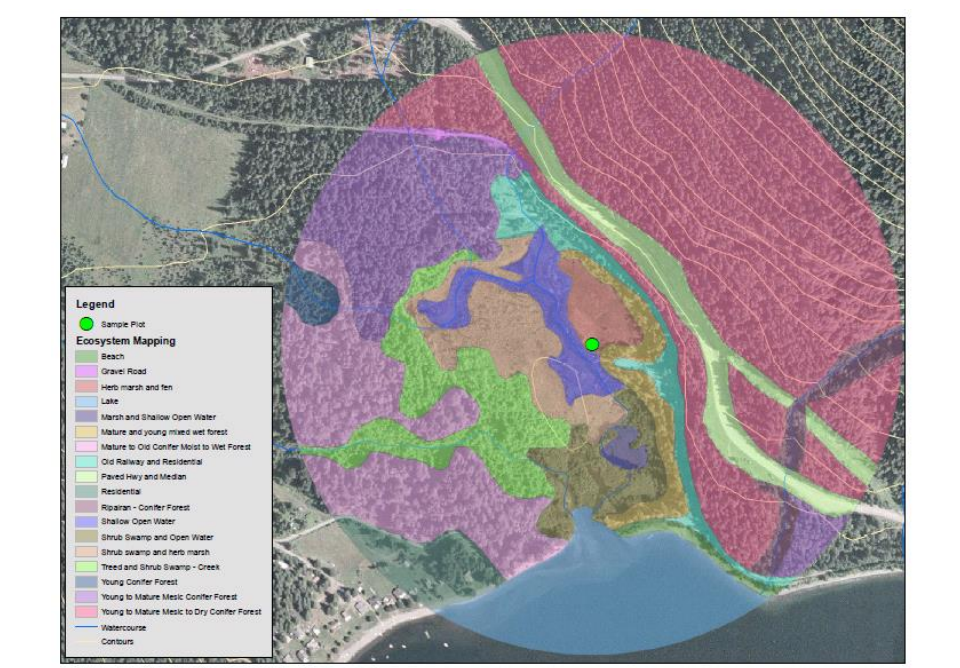 Legend
Sample Plot
Ecosystem Mapping
Beach
Gravel Road
Herb marsh and fen
Lake
Marsh and Shallow Open Water
Mature and young mixed wet forest
Mature to Old Conifer Moist to Wet Forest
Old Railway and Residential
Paved Hwy and Median
Residential
Ripairan - Conifer Forest
Shallow Open Water
Shrub Swamp and Open Water
Shrub swamp and herb marsh
Treed and Shrub Swamp - Creek
Young Conifer Forest
Young to Mature Mesic Conifer Forest
Young to Mature Mesic to Dry Conifer Forest
Watercourse
Contours